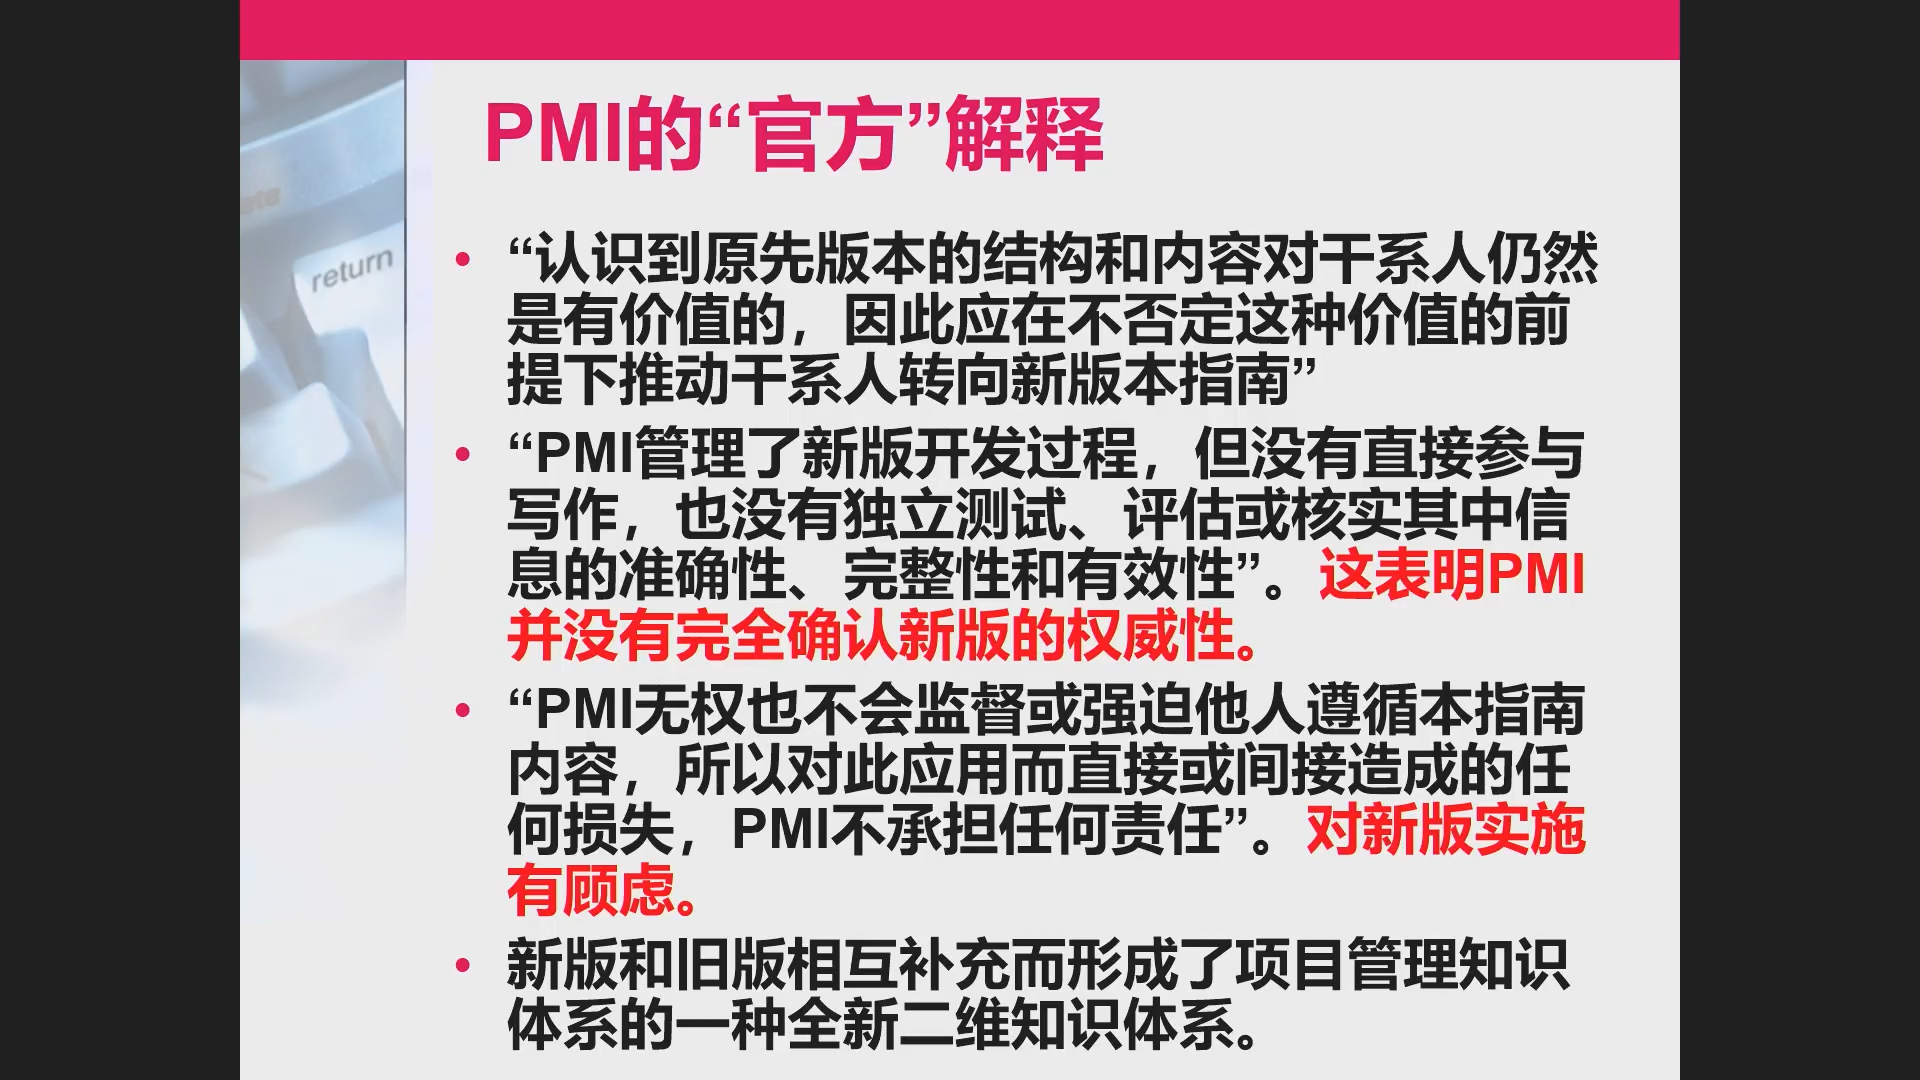 PMI的“官方”解释
return
• “认识到原先版本的结构和内容对干系人仍然
是有价值的，因此应在不否定这种价值的前
提下推动干系人转向新版本指南”
• “PMI管理了新版开发过程，但没有直接参与
写作，也没有独立测试、评估或核实其中信
息的准确性、完整性和有效性”。这表明PMI
并没有完全确认新版的权威性。
• “PMI无权也不会监督或强迫他人遵循本指南
内容，所以对此应用而直接或间接造成的任
何损失，PMI不承担任何责任”。对新版实施
有顾虑。
• 新版和旧版相互补充而形成了项目管理知识
体系的一种全新二维知识体系。